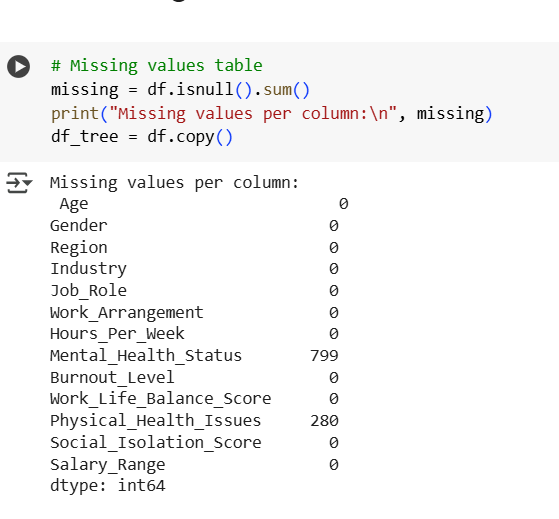 # Missing values table
missing = df.isnull().sum()
print("Missing values per column:\n", missing)
df_tree = df.copy()
Missing values per column:
Age 0
Gender 0
Region 0
Industry 0
Job_Role 0
Work_Arrangement 0
Hours_Per_Week 0
Mental_Health_Status 799
Burnout_Level 0
Work_Life_Balance_Score 0
Physical_Health_Issues 280
Social_Isolation_Score 0
Salary_Range 0
dtype: int64